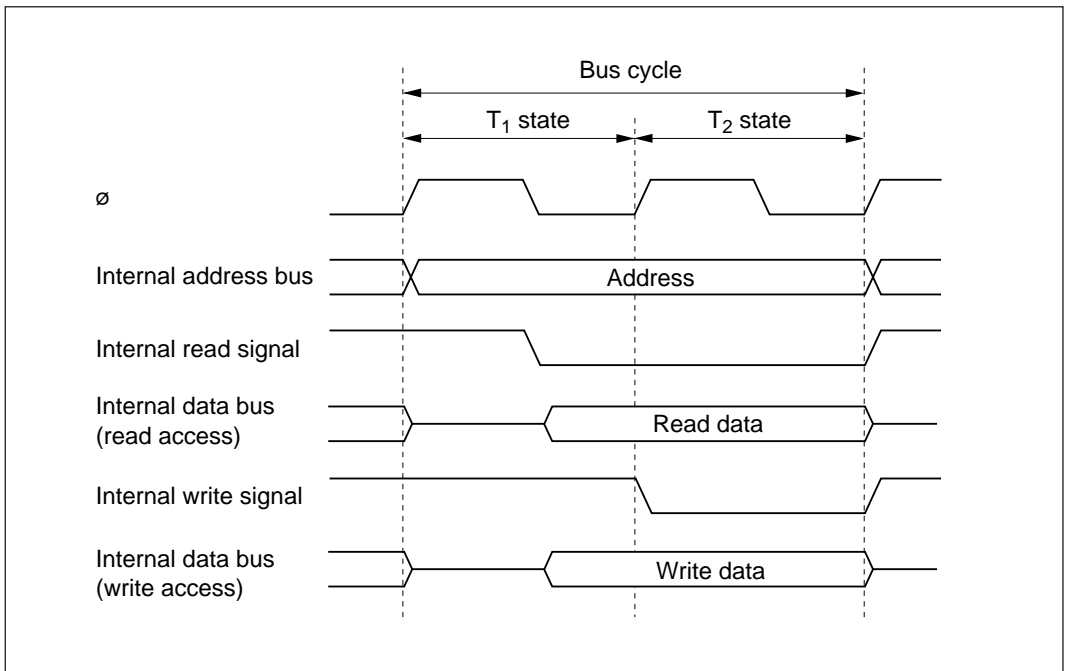 Bus cycle
T₁ state
T₂ state
ø
Internal address bus
Address
Internal read signal
Internal data bus
(read access)
Read data
Internal write signal
Internal data bus
(write access)
Write data